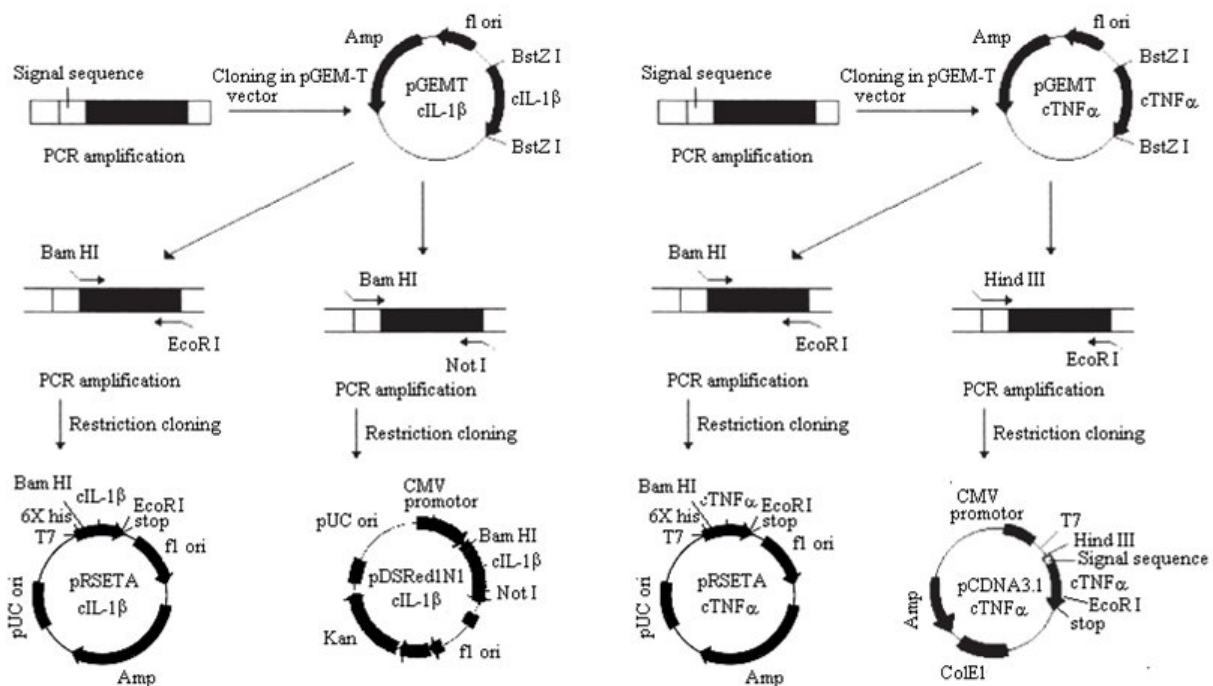 Signal sequence
PCR amplification
Cloning in pGEM-T
vector
Amp
f1 ori
BstZ I
pGEMT
cIL-1β
cIL-1β
BstZ I
Bam HI
EcoR I
PCR amplification
Restriction cloning
Bam HI
Not I
PCR amplification
Restriction cloning
Bam HI
cIL-1β
EcoR I
6X his
stop
T7
f1 ori
pRSETA
cIL-1β
pUC ori
Amp
CMV
promotor
pUC ori
Bam HI
cIL-1β
pDSRed1N1
cIL-1β
Not I
Kan
f1 ori
Signal sequence
PCR amplification
Cloning in pGEM-T
vector
Amp
f1 ori
BstZ I
pGEMT
cTNFα
cTNFα
BstZ I
Bam HI
EcoR I
PCR amplification
Restriction cloning
Hind III
EcoR I
PCR amplification
Restriction cloning
Bam HI
cTNFα
EcoR I
6X his
stop
T7
f1 ori
pRSETA
cTNFα
pUC ori
Amp
CMV
promotor
T7
Hind III
Signal sequence
pCDNA3.1
cTNFα
cTNFα
EcoR I
stop
Amp
ColE1